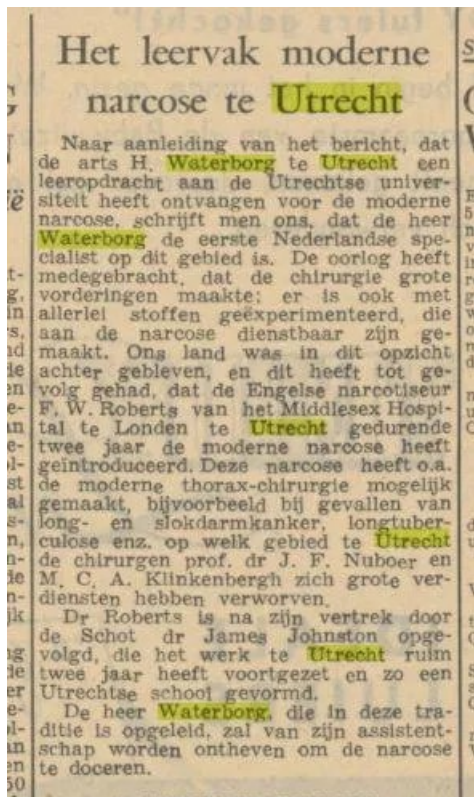 Het leervak moderne
narcose te Utrecht
Naar aanleiding van het bericht, dat
de arts H. Waterborg te Utrecht een
leeropdracht aan de Utrechtse univer-
siteit heeft ontvangen voor de moderne
narcose, schrijft men ons, dat de heer
Waterborg de eerste Nederlandse spe-
cialist op dit gebied is. De oorlog heeft
medegebracht, dat de chirurgie grote
vorderingen maakte; er is ook met
allerlei stoffen geëxperimenteerd, die
aan de narcose dienstbaar zijn ge-
maakt. Ons land was in dit opzicht
achter gebleven, en dit heeft tot ge-
volg gehad, dat de Engelse narcotiseur
F. W. Roberts van het Middlesex Hospi-
tal te Londen te Utrecht gedurende
twee jaar de moderne narcose heeft
geïntroduceerd. Deze narcose heeft o.a.
de moderne thorax-chirurgie mogelijk
gemaakt, bijvoorbeeld bij gevallen van
long- en slokdarmkanker, longtuber-
culose enz. op welk gebied te Utrecht
de chirurgen prof. dr J. F. Nuboer en
M. C. A. Klinkenbergh zich grote ver-
diensten hebben verworven.
Dr Roberts is na zijn vertrek door
de Schot dr James Johnston opge-
volgd, die het werk te Utrecht ruim
twee jaar heeft voortgezet en zo een
Utrechtse school gevormd.
De heer Waterborg, die in deze tra-
ditie is opgeleid, zal van zijn assistent-
schap worden ontheven om de narcose
te doceren.